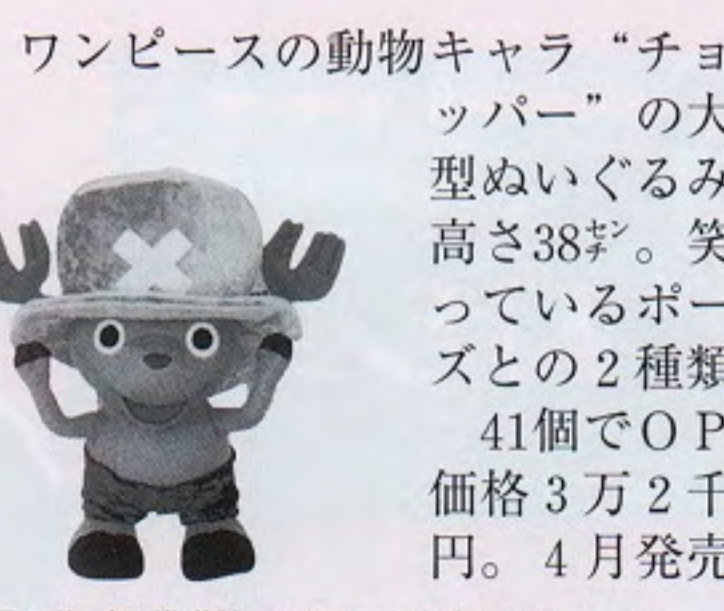 ワンピースの動物キャラ“チョ
ッパー”の大
型ぬいぐるみ
高さ38㌢。笑
っているポー
ズとの2種類
41個でOP
価格3万2千
円。4月発売